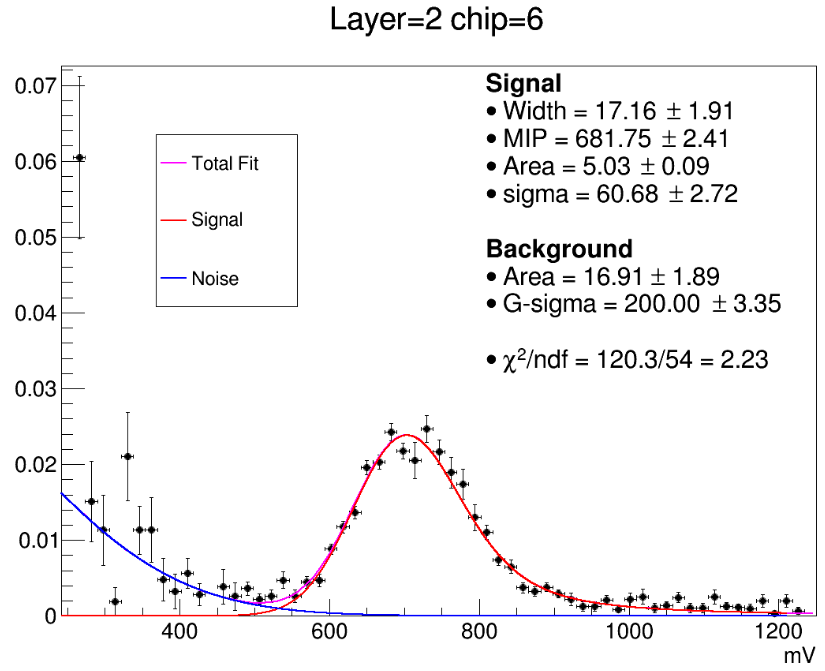 Layer=2 chip=6
Signal
• Width = 17.16 ± 1.91
• MIP = 681.75 ± 2.41
• Area = 5.03 ± 0.09
• sigma = 60.68 ± 2.72
Background
• Area = 16.91 ± 1.89
• G-sigma = 200.00 ± 3.35
• χ²/ndf = 120.3/54 = 2.23
Total Fit
Signal
Noise
0.07
0.06
0.05
0.04
0.03
0.02
0.01
0
400 600 800 1000 1200
mV